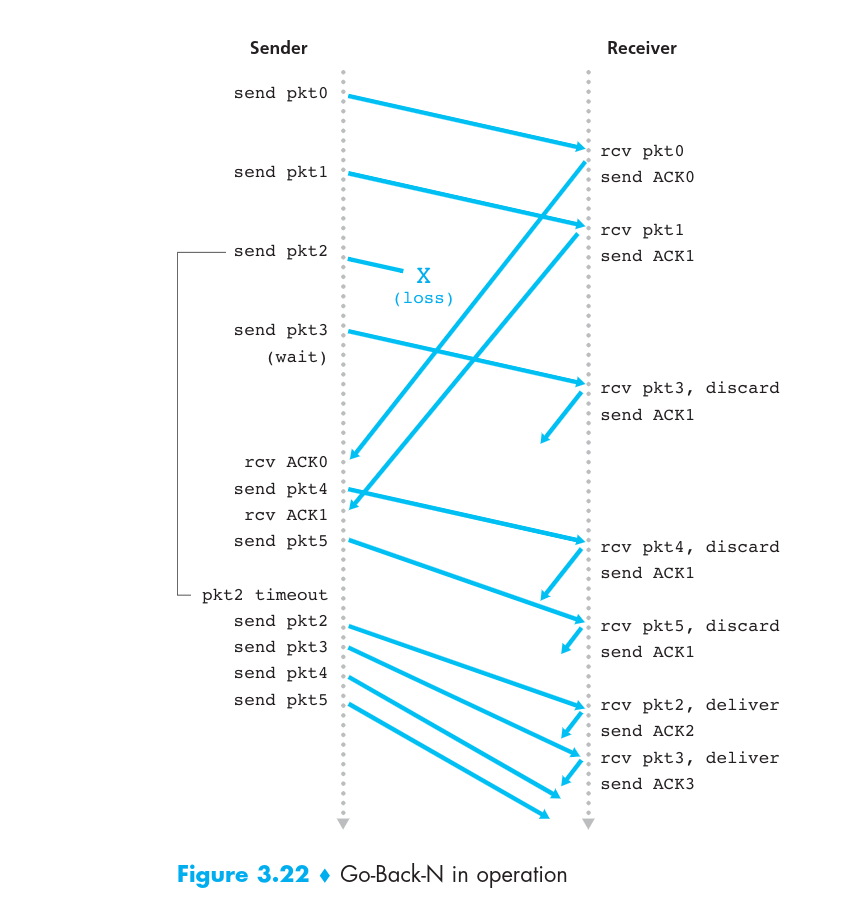 Sender
Receiver
send pkt0
rcv pkt0
send ACK0
send pkt1
rcv pkt1
send ACK1
send pkt2
X
(loss)
send pkt3
(wait)
rcv pkt3, discard
send ACK1
rcv ACK0
send pkt4
rcv ACK1
send pkt5
rcv pkt4, discard
send ACK1
pkt2 timeout
send pkt2
send pkt3
send pkt4
send pkt5
rcv pkt5, discard
send ACK1
rcv pkt2, deliver
send ACK2
rcv pkt3, deliver
send ACK3
Figure 3.22 ♦ Go-Back-N in operation